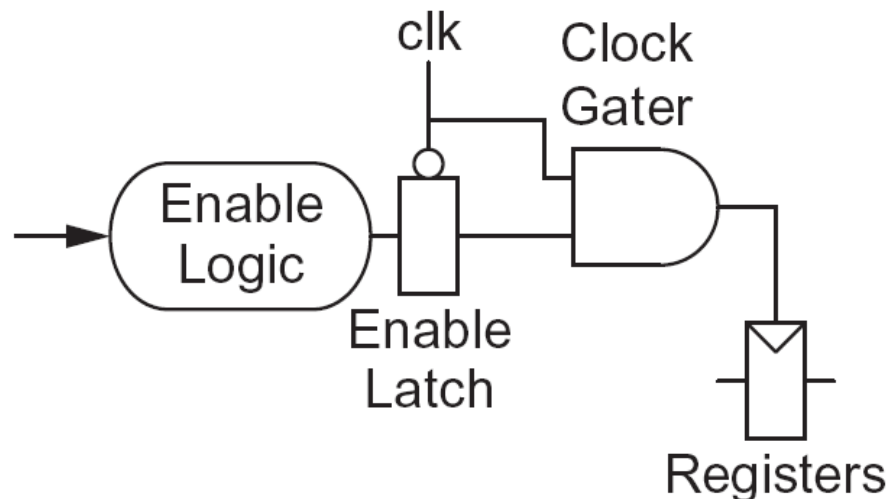 clk
Clock
Gater
Enable
Logic
Enable
Latch
Registers